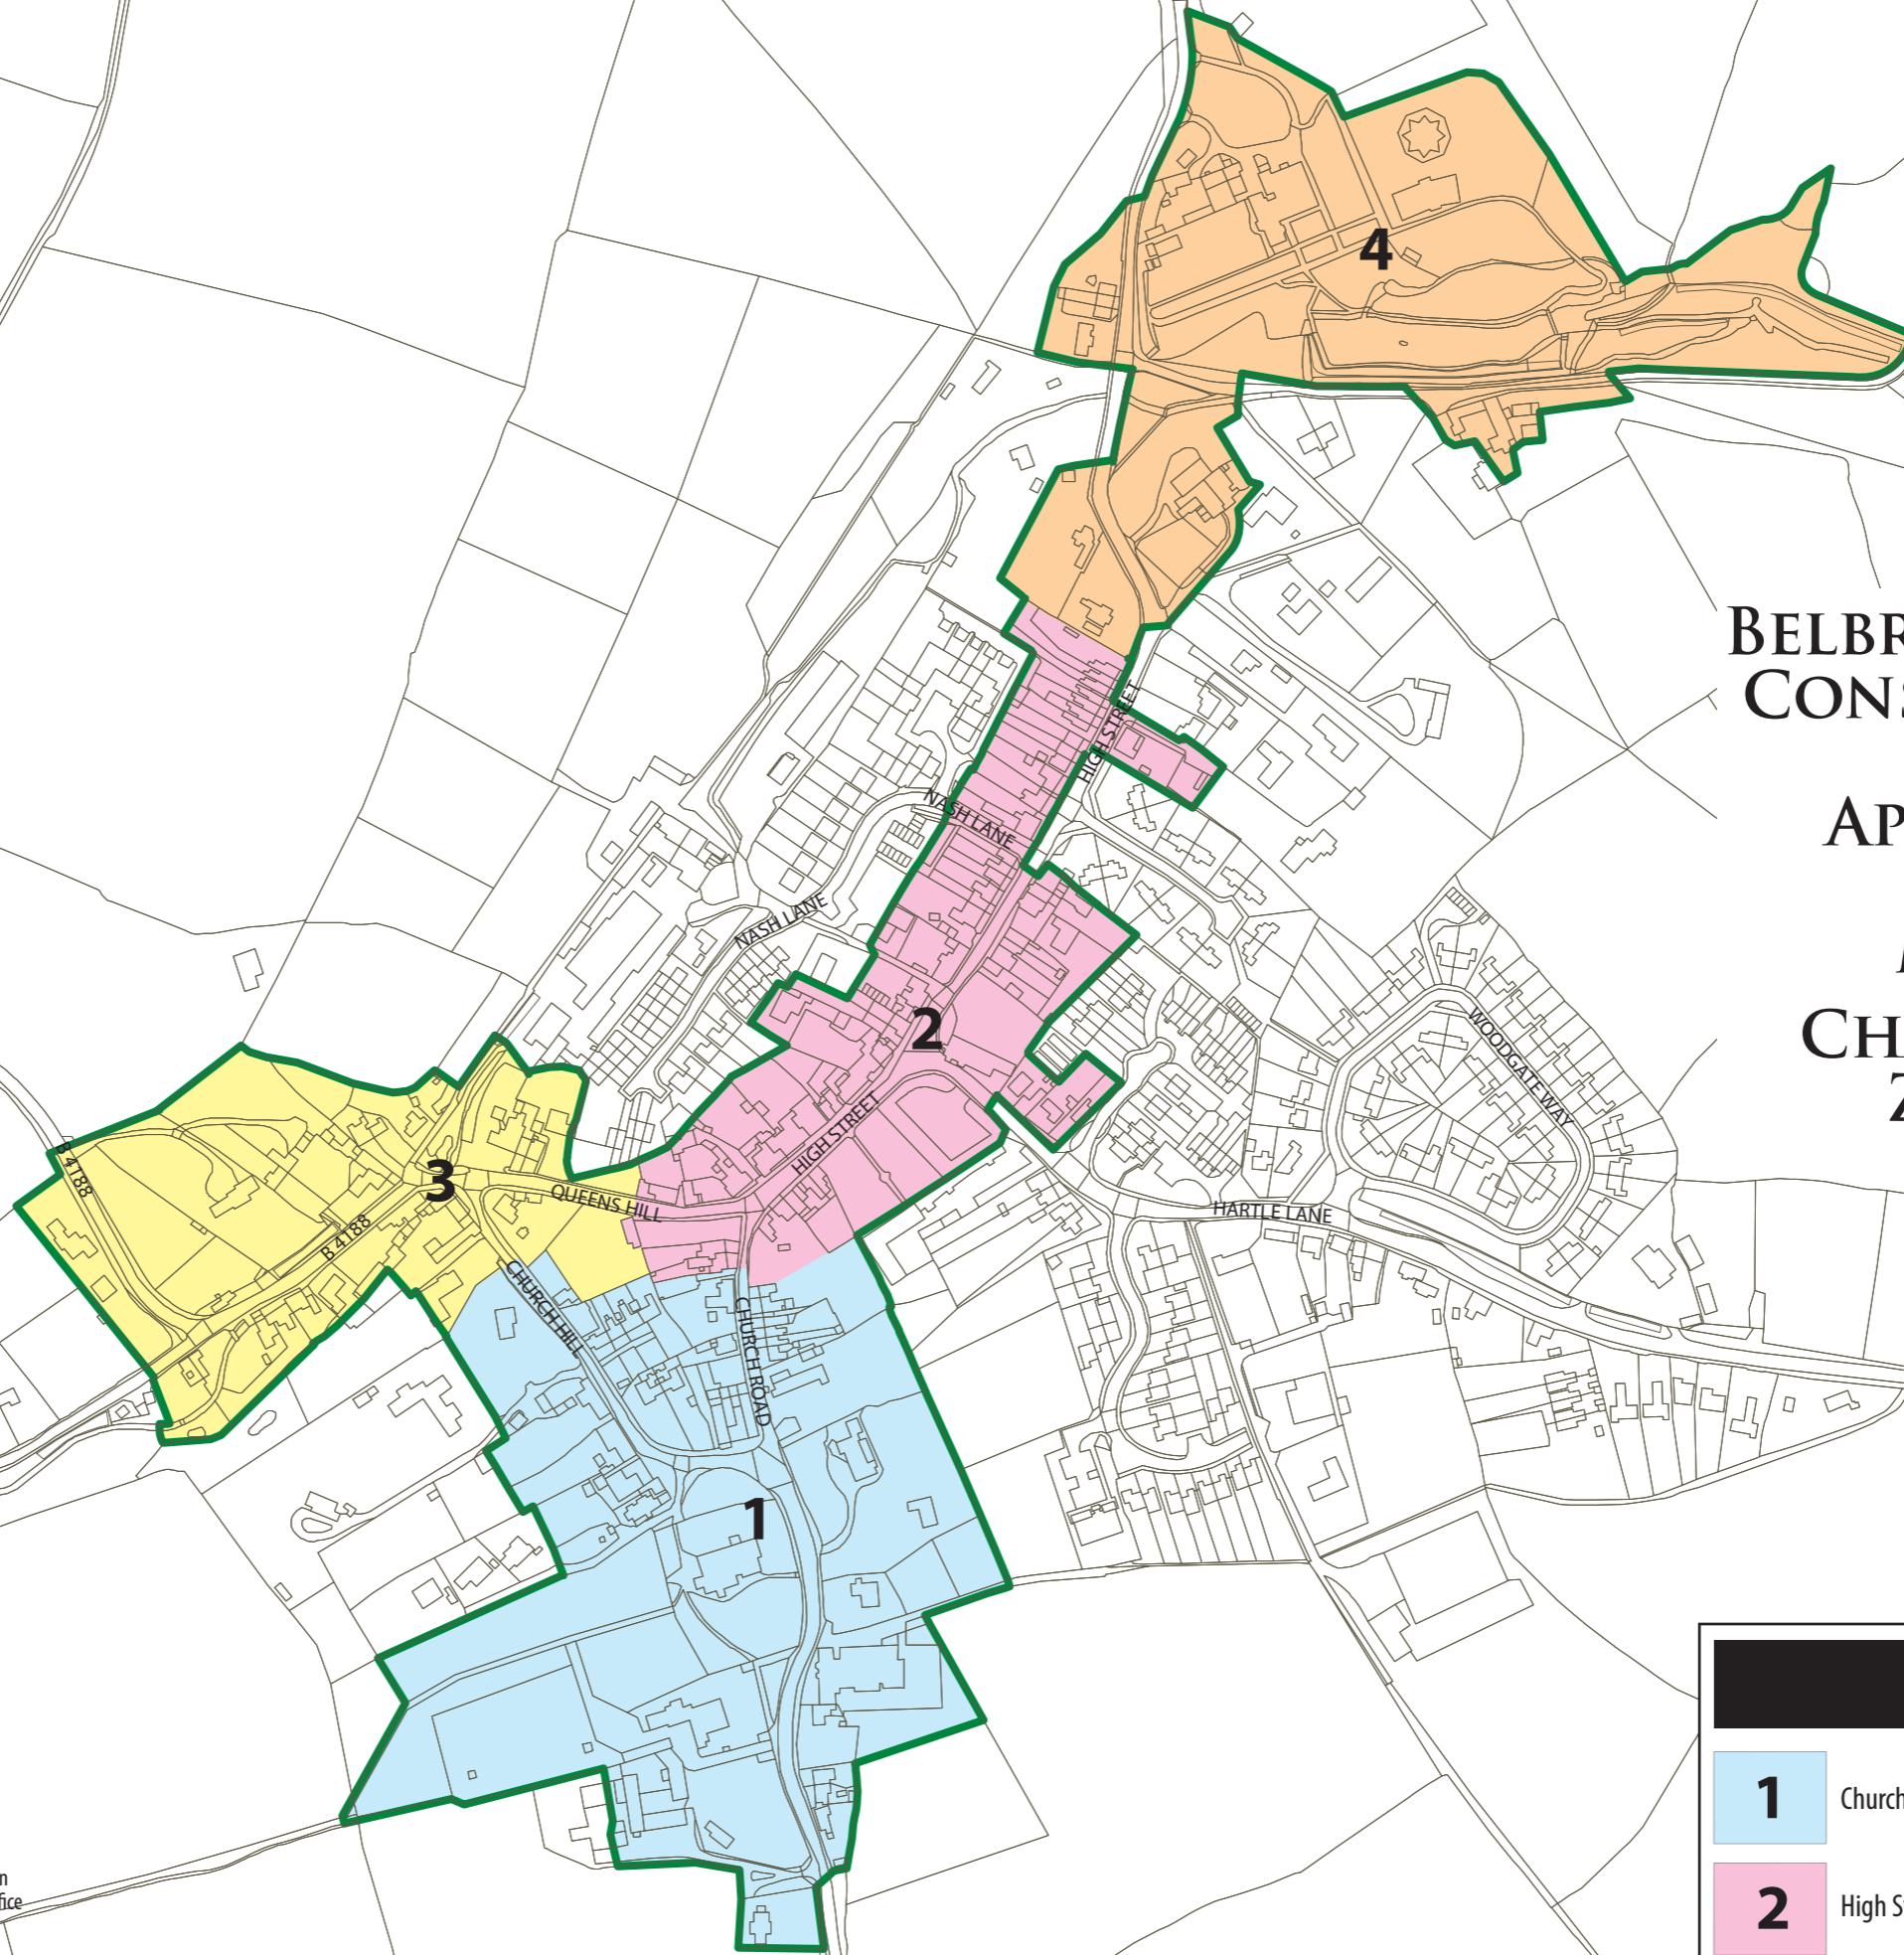 4
BELBR
CONS
AP
CH
HIGH STREET
NASH LANE
NASH LANE
2
WOODGATE WAY
HIGH STREET
B 4188
3
QUEENS HILL
B 4188
HARTLE LANE
CHURCH HILL
CHURCH ROAD
1
1 Church
2 High S
n
fice